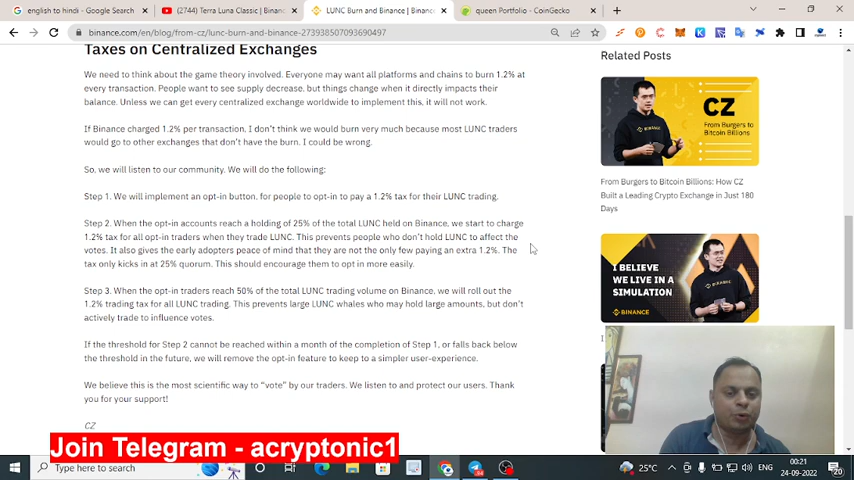 english to hindi - Google Search
(2744) Terra Luna Classic | Binanc
LUNC Burn and Binance | Binance
queen Portfolio - CoinGecko
binance.com/en/blog/from-cz/lunc-burn-and-binance-273938507093690497
Taxes on Centralized Exchanges
We need to think about the game theory involved. Everyone may want all platforms and chains to burn 1.2% at
every transaction. People want to see supply decrease, but things change when it directly impacts their
balance. Unless we can get every centralized exchange worldwide to implement this, it will not work.
If Binance charged 1.2% per transaction, I don't think we would burn very much because most LUNC traders
would go to other exchanges that don't have the burn. I could be wrong.
So, we will listen to our community. We will do the following:
Step 1. We will implement an opt-in button, for people to opt-in to pay a 1.2% tax for their LUNC trading.
Step 2. When the opt-in accounts reach a holding of 25% of the total LUNC held on Binance, we start to charge
1.2% tax for all opt-in traders when they trade LUNC. This prevents people who don't hold LUNC to affect the
votes. It also gives the early adopters peace of mind that they are not the only few paying an extra 1.2%. The
tax only kicks in at 25% quorum. This should encourage them to opt in more easily.
Step 3. When the opt-in traders reach 50% of the total LUNC trading volume on Binance, we will roll out the
1.2% trading tax for all LUNC trading. This prevents large LUNC whales who may hold large amounts, but don't
actively trade to influence votes.
If the threshold for Step 2 cannot be reached within a month of the completion of Step 1, or falls back below
the threshold in the future, we will remove the opt-in feature to keep to a simpler user-experience.
We believe this is the most scientific way to “vote” by our traders. We listen to and protect our users. Thank
you for your support!
CZ
Related Posts
CZ
From Burgers to
Bitcoin Billions
BINANCE
From Burgers to Bitcoin Billions: How CZ
Built a Leading Crypto Exchange in Just 180
Days
I BELIEVE
WE LIVE IN A
SIMULATION
BINANCE
Join Telegram - acryptonic1
Type here to search
25°C
ENG
00:21
24-09-2022